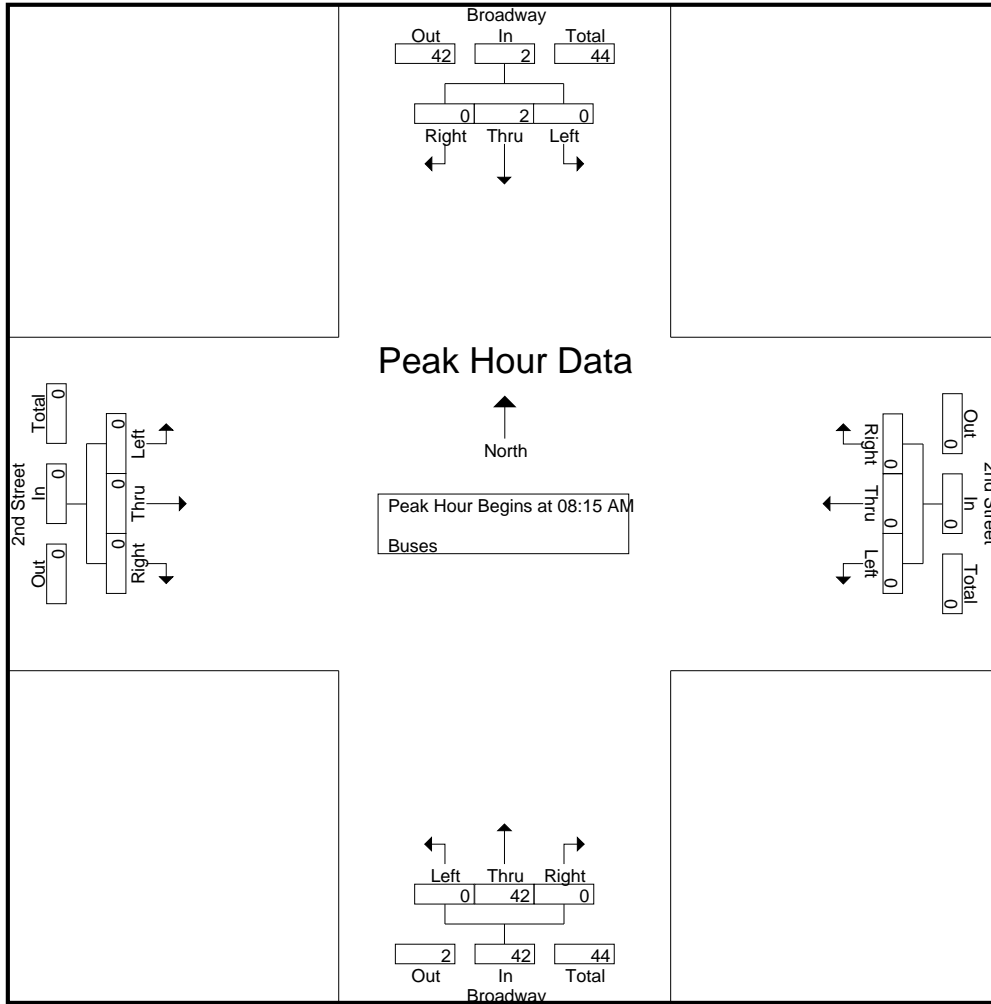 Broadway
Out In Total
42 2 44
0 2 0
Right Thru Left
Peak Hour Data
North
Peak Hour Begins at 08:15 AM
Buses
2nd Street
Total In Out
0 0 0
0 0 0
Left Thru Right
2nd Street
Out In Total
0 0 0
0 0 0
Right Thru Left
Left Thru Right
0 42 0
2 42 44
Out In Total
Broadway